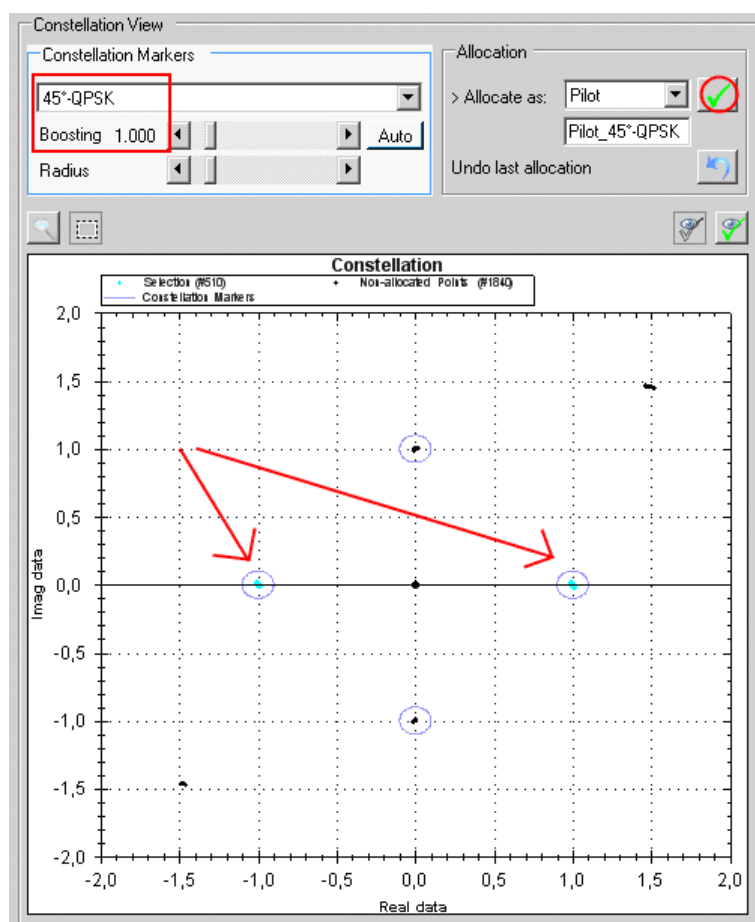 Constellation View
Constellation Markers
45°-QPSK
Boosting 1.000 Auto
Radius
Allocation
> Allocate as: Pilot
Pilot_45°-QPSK
Undo last allocation
Constellation
Selection (#510) Non-allocated Points (#1840)
Constellation Markers
2,0
1,5
1,0
0,5
0,0
-0,5
-1,0
-1,5
-2,0
Imag data
-2,0 -1,5 -1,0 -0,5 0,0 0,5 1,0 1,5 2,0
Real data